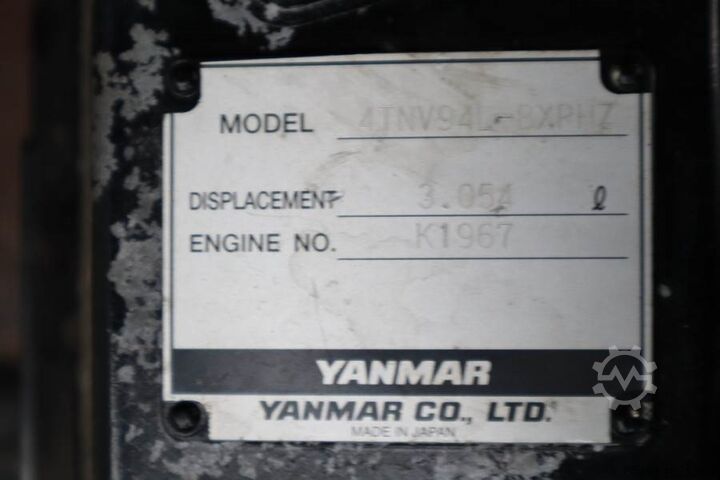 MODEL 4TNV94L-BXPHZ
DISPLACEMENT 3.054 ℓ
ENGINE NO. K1967
YANMAR
YANMAR CO., LTD.
MADE IN JAPAN